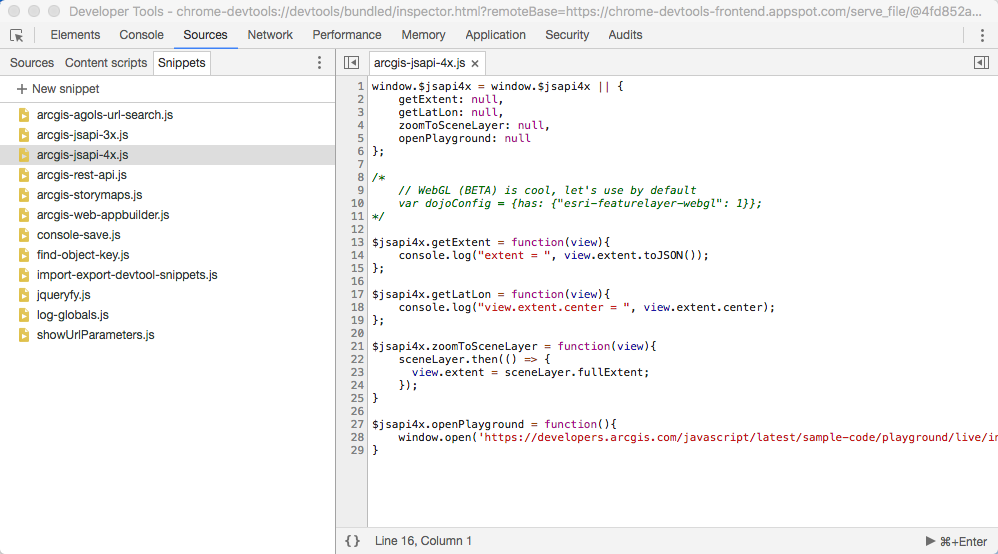 Developer Tools - chrome-devtools://devtools/bundled/inspector.html?remoteBase=https://chrome-devtools-frontend.appspot.com/serve_file/@4fd852a...
Elements Console Sources Network Performance Memory Application Security Audits
Sources Content scripts Snippets
+ New snippet
arcgis-agols-url-search.js
arcgis-jsapi-3x.js
arcgis-jsapi-4x.js
arcgis-rest-api.js
arcgis-storymaps.js
arcgis-web-appbuilder.js
console-save.js
find-object-key.js
import-export-devtool-snippets.js
jqueryfy.js
log-globals.js
showUrlParameters.js
arcgis-jsapi-4x.js ×
1 window.$jsapi4x = window.$jsapi4x || {
2     getExtent: null,
3     getLatLon: null,
4     zoomToSceneLayer: null,
5     openPlayground: null
6 };
7
8 /*
9     // WebGL (BETA) is cool, let's use by default
10     var dojoConfig = {has: {"esri-featurelayer-webgl": 1}};
11 */
12
13 $jsapi4x.getExtent = function(view){
14     console.log("extent = ", view.extent.toJSON());
15 };
16
17 $jsapi4x.getLatLon = function(view){
18     console.log("view.extent.center = ", view.extent.center);
19 };
20
21 $jsapi4x.zoomToSceneLayer = function(view){
22     sceneLayer.then(() => {
23       view.extent = sceneLayer.fullExtent;
24     });
25 }
26
27 $jsapi4x.openPlayground = function(){
28     window.open('https://developers.arcgis.com/javascript/latest/sample-code/playground/live/in
29 }
{} Line 16, Column 1 ▶ ⌘+Enter